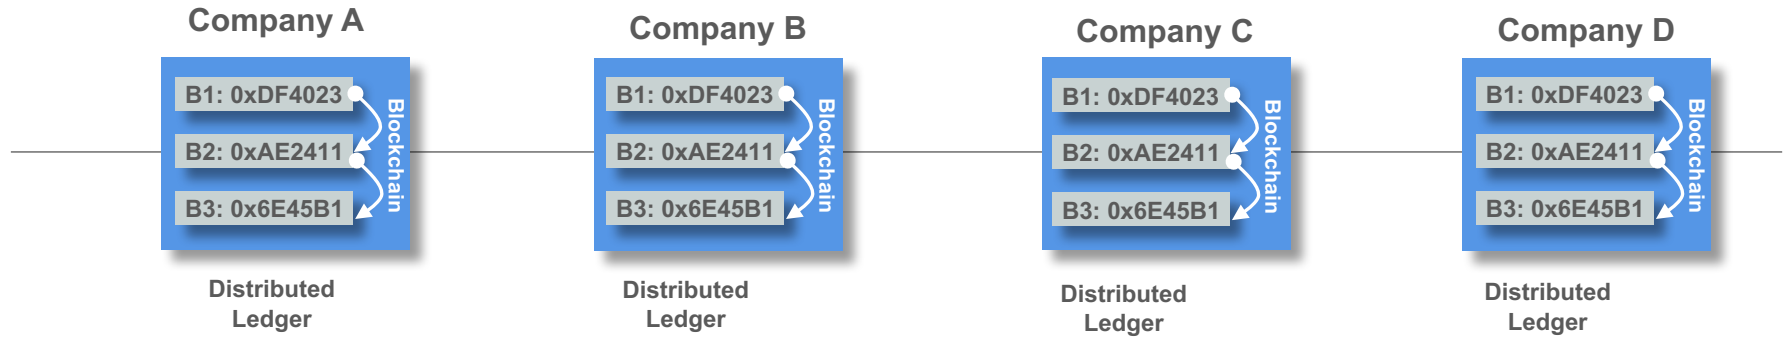 Company A
B1: 0xDF4023
B2: 0xAE2411
B3: 0x6E45B1
Blockchain
Distributed
Ledger
Company B
B1: 0xDF4023
B2: 0xAE2411
B3: 0x6E45B1
Blockchain
Distributed
Ledger
Company C
B1: 0xDF4023
B2: 0xAE2411
B3: 0x6E45B1
Blockchain
Distributed
Ledger
Company D
B1: 0xDF4023
B2: 0xAE2411
B3: 0x6E45B1
Blockchain
Distributed
Ledger